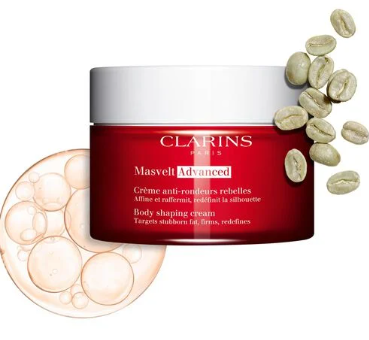 CLARINS
PARIS
Masvelt Advanced
Crème anti-rondeurs rebelles
Affine et raffermit, redéfinit la silhouette
Body shaping cream
Targets stubborn fat, firms, redefines